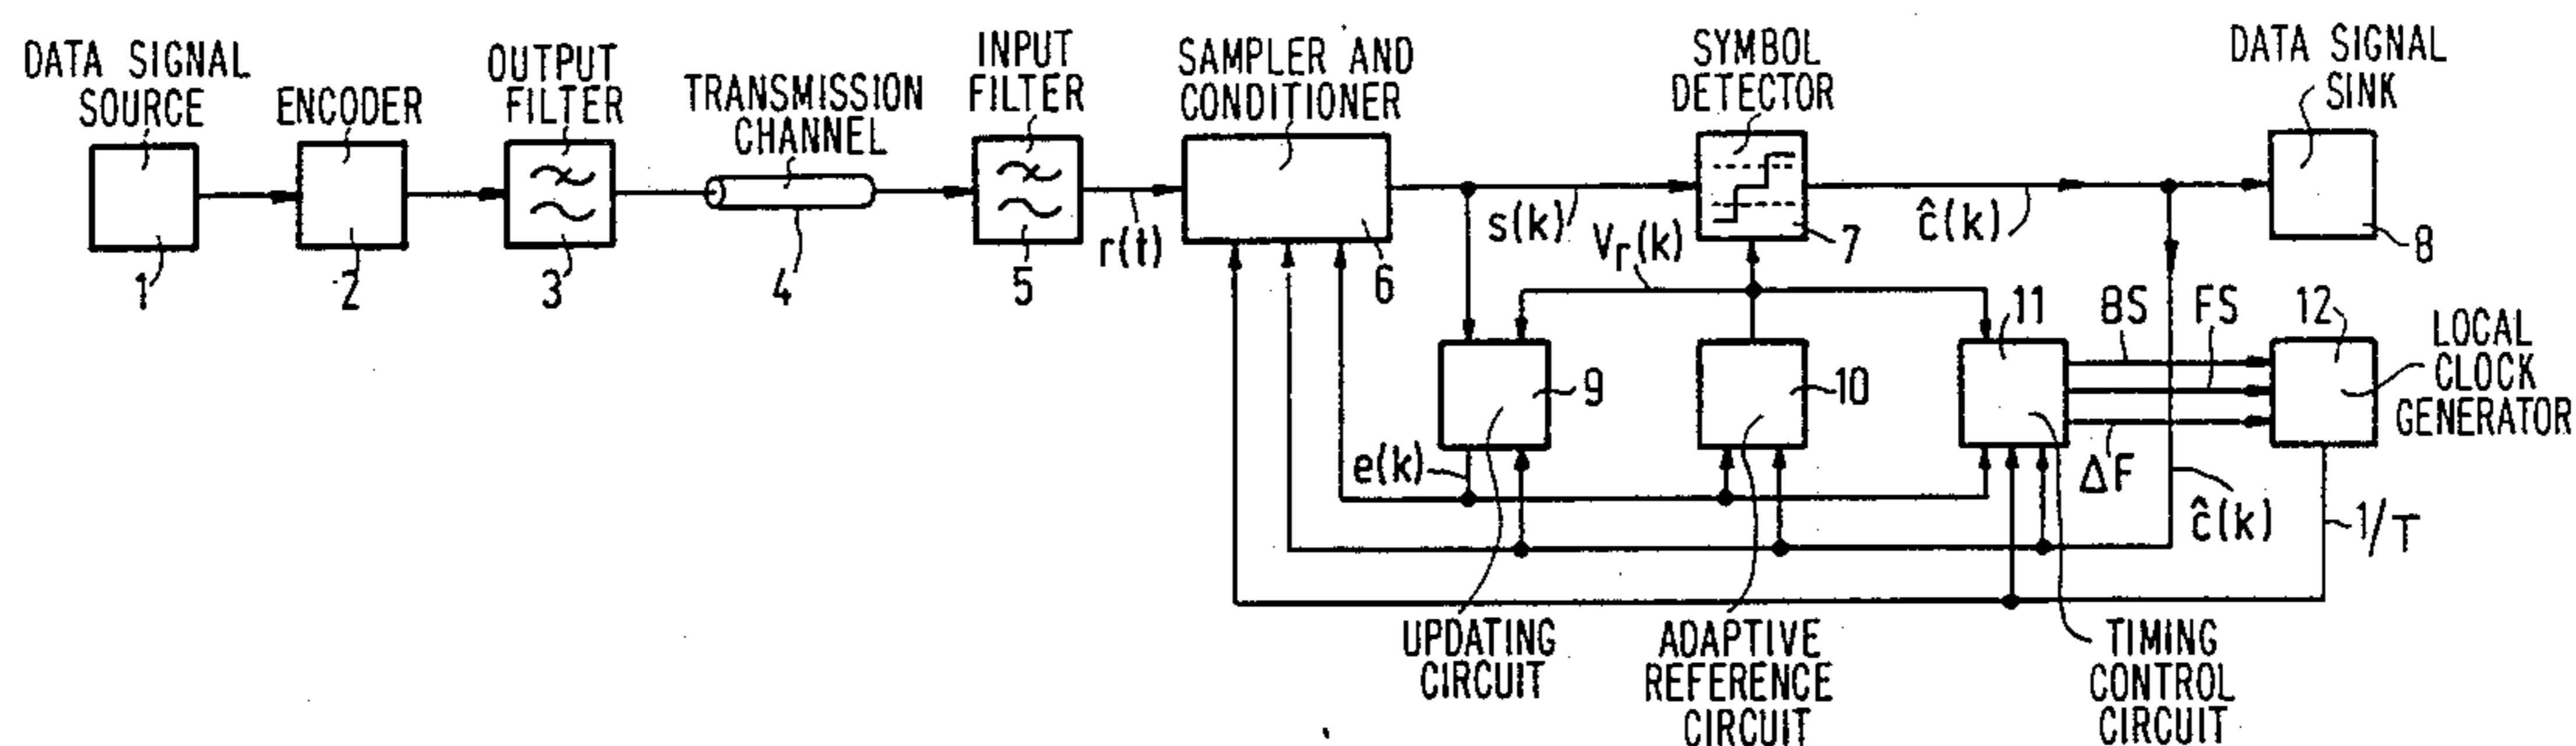 DATA SIGNAL
SOURCE
1
ENCODER
2
OUTPUT
FILTER
3
TRANSMISSION
CHANNEL
4
INPUT
FILTER
5
r(t)
SAMPLER AND
CONDITIONER
6
s(k)
SYMBOL
DETECTOR
7
Vr(k)
ĉ(k)
DATA SIGNAL
SINK
8
9
e(k)
10
11
BS
FS
ΔF
12
LOCAL
CLOCK
GENERATOR
ĉ(k)
1/T
UPDATING
CIRCUIT
ADAPTIVE
REFERENCE
CIRCUIT
TIMING
CONTROL
CIRCUIT